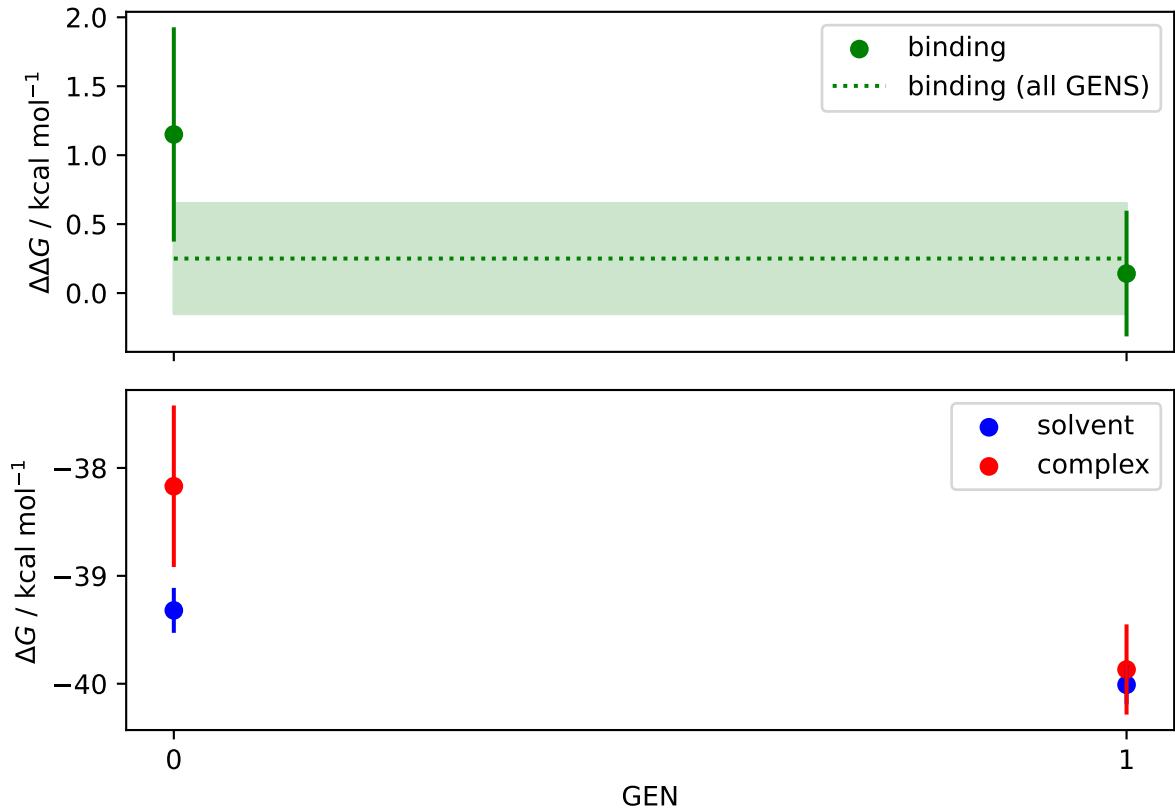 2.0
1.5
1.0
0.5
0.0
ΔΔG / kcal mol⁻¹
binding
binding (all GENS)
−38
−39
−40
ΔG / kcal mol⁻¹
solvent
complex
0
1
GEN